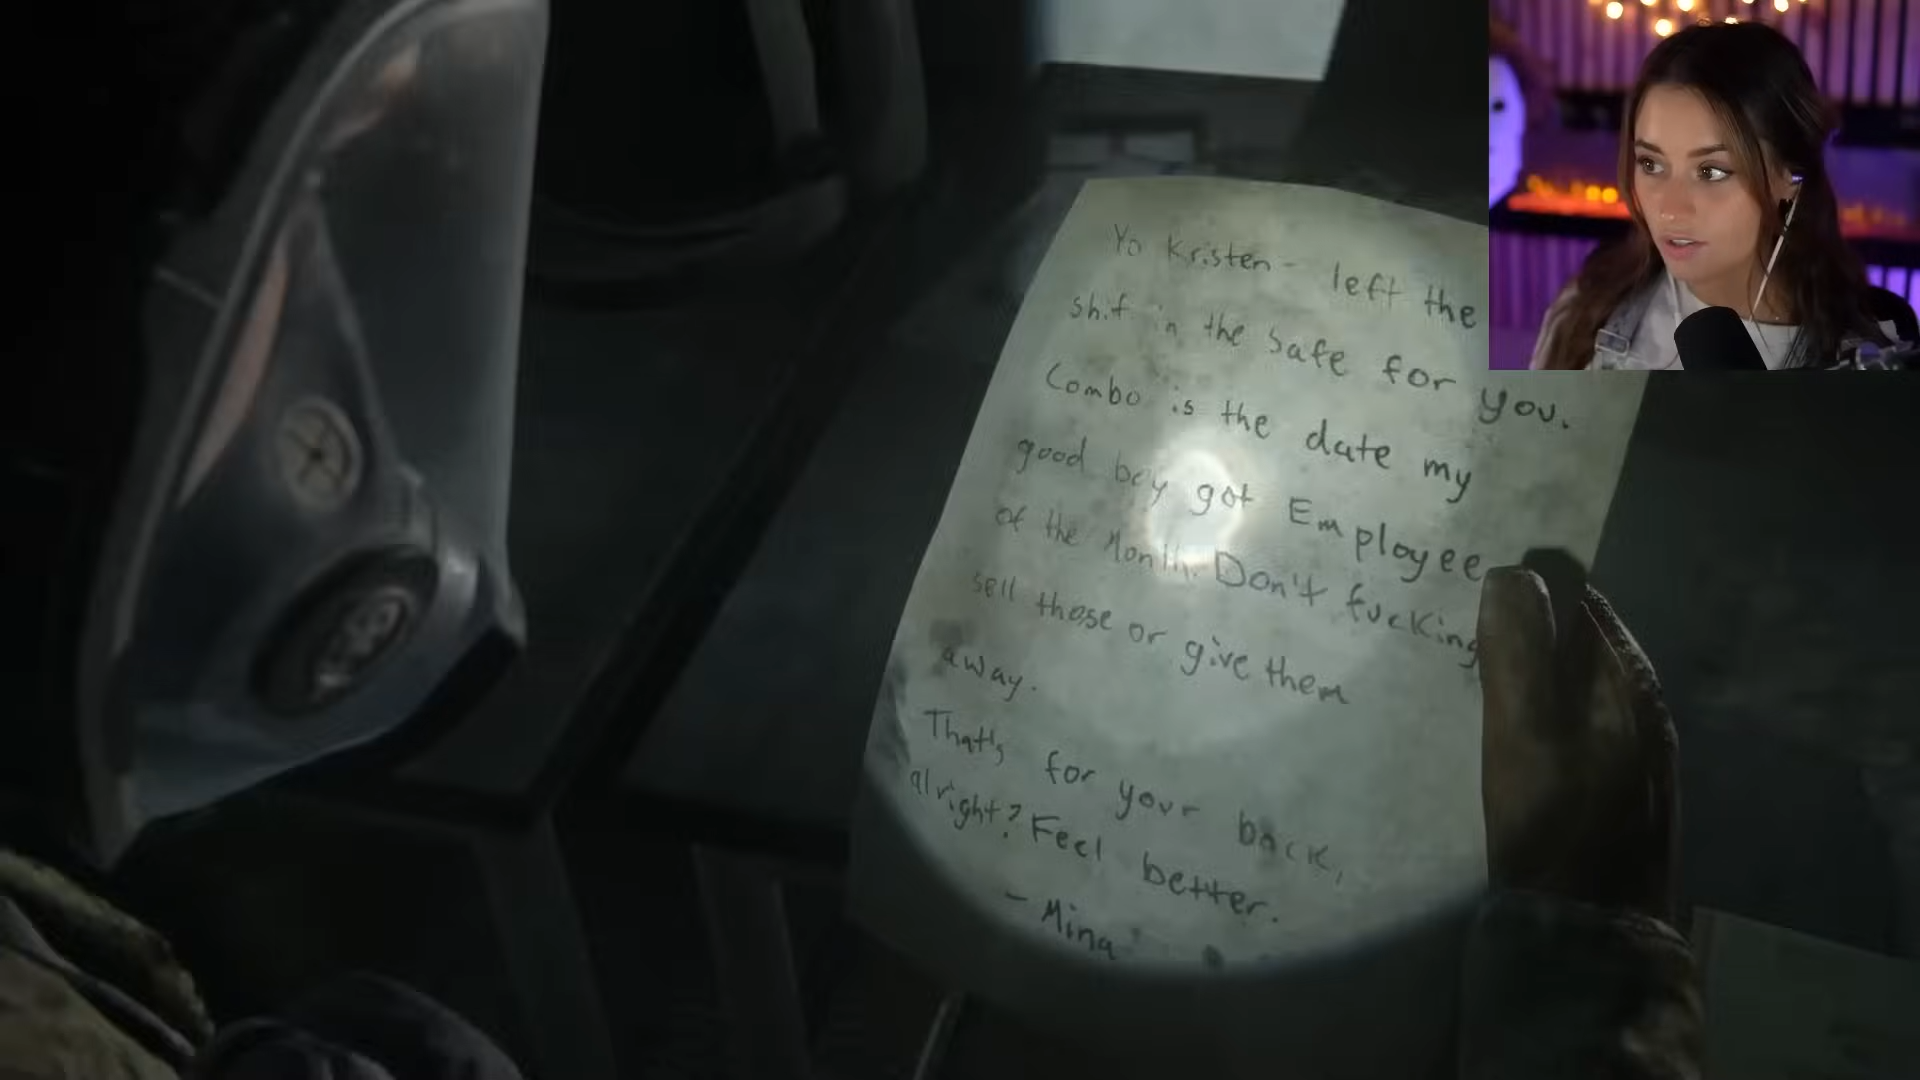 Yo Kristen- left the
shit in the safe for you.
Combo is the date my
good boy got Employee
of the Month. Don't fucking
sell those or give them
away.
That's for your back,
alright? Feel better.
- Mina